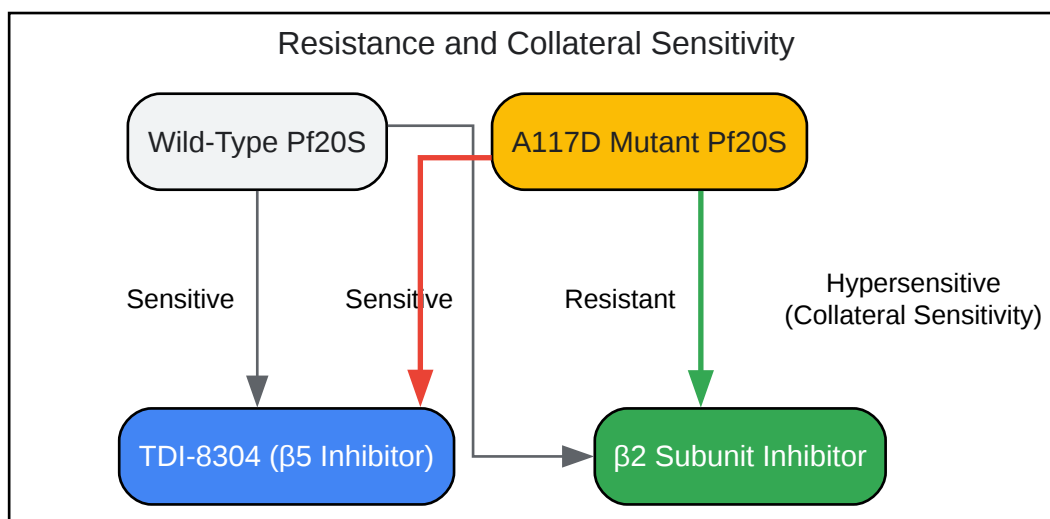 Resistance and Collateral Sensitivity
Wild-Type Pf20S
A117D Mutant Pf20S
Sensitive
Sensitive
Resistant
Hypersensitive
(Collateral Sensitivity)
TDI-8304 (β5 Inhibitor)
β2 Subunit Inhibitor